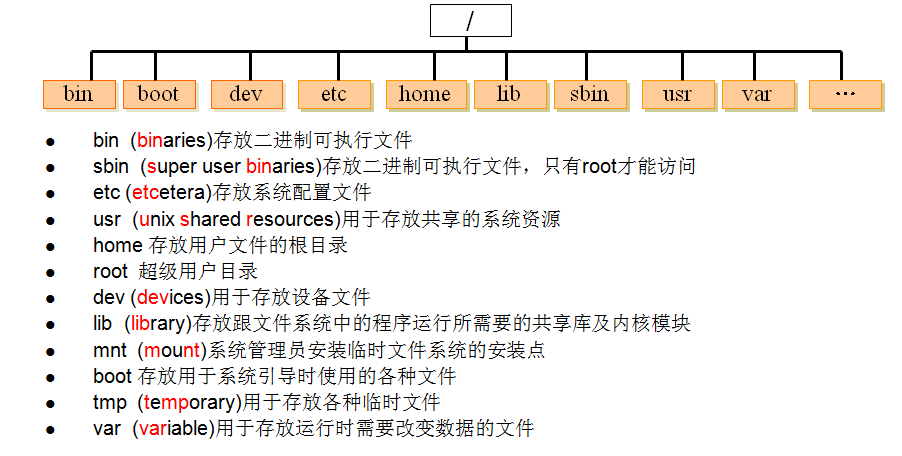 /
bin boot dev etc home lib sbin usr var ...
● bin (binaries)存放二进制可执行文件
● sbin (super user binaries)存放二进制可执行文件，只有root才能访问
● etc (etcetera)存放系统配置文件
● usr (unix shared resources)用于存放共享的系统资源
● home 存放用户文件的根目录
● root 超级用户目录
● dev (devices)用于存放设备文件
● lib (library)存放跟文件系统中的程序运行所需要的共享库及内核模块
● mnt (mount)系统管理员安装临时文件系统的安装点
● boot 存放用于系统引导时使用的各种文件
● tmp (temporary)用于存放各种临时文件
● var (variable)用于存放运行时需要改变数据的文件